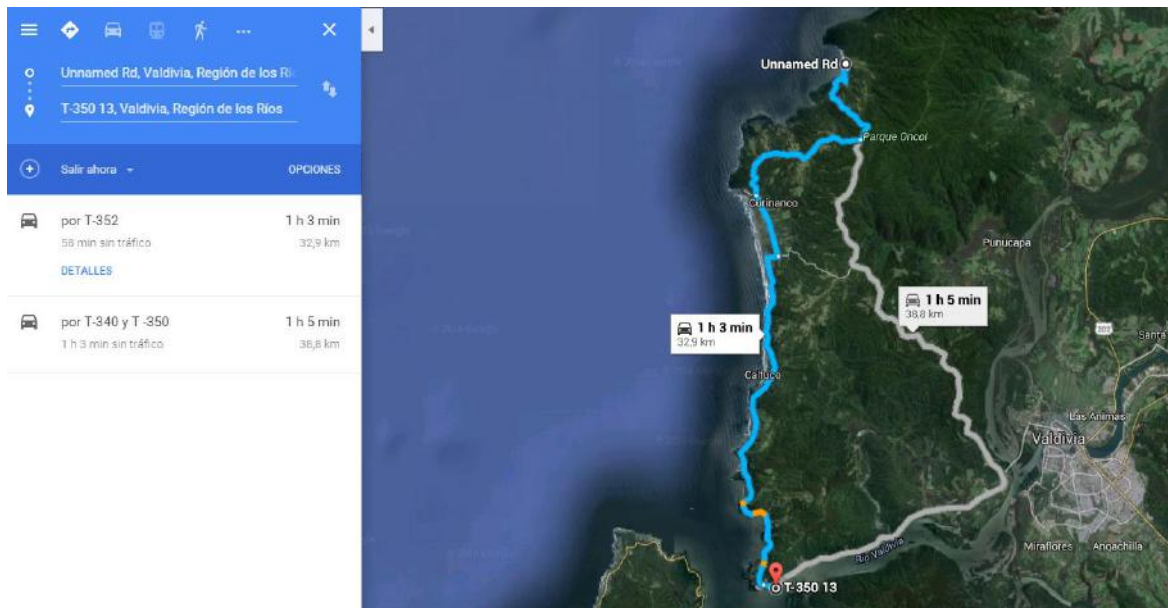 Unnamed Rd, Valdivia, Región de los Rí
T-350 13, Valdivia, Región de los Ríos
Salir ahora
OPCIONES
por T-352
1 h 3 min
58 min sin tráfico
32,9 km
DETALLES
por T-340 y T -350
1 h 5 min
1 h 3 min sin tráfico
38,8 km
Unnamed Rd
Parque Oncol
Curiñanco
Punucapa
1 h 5 min
38,8 km
202
Santa
1 h 3 min
32,9 km
Calfuco
Las Animas
Valdivia
Río Valdivia
Miraflores
Angachilla
T-350 13